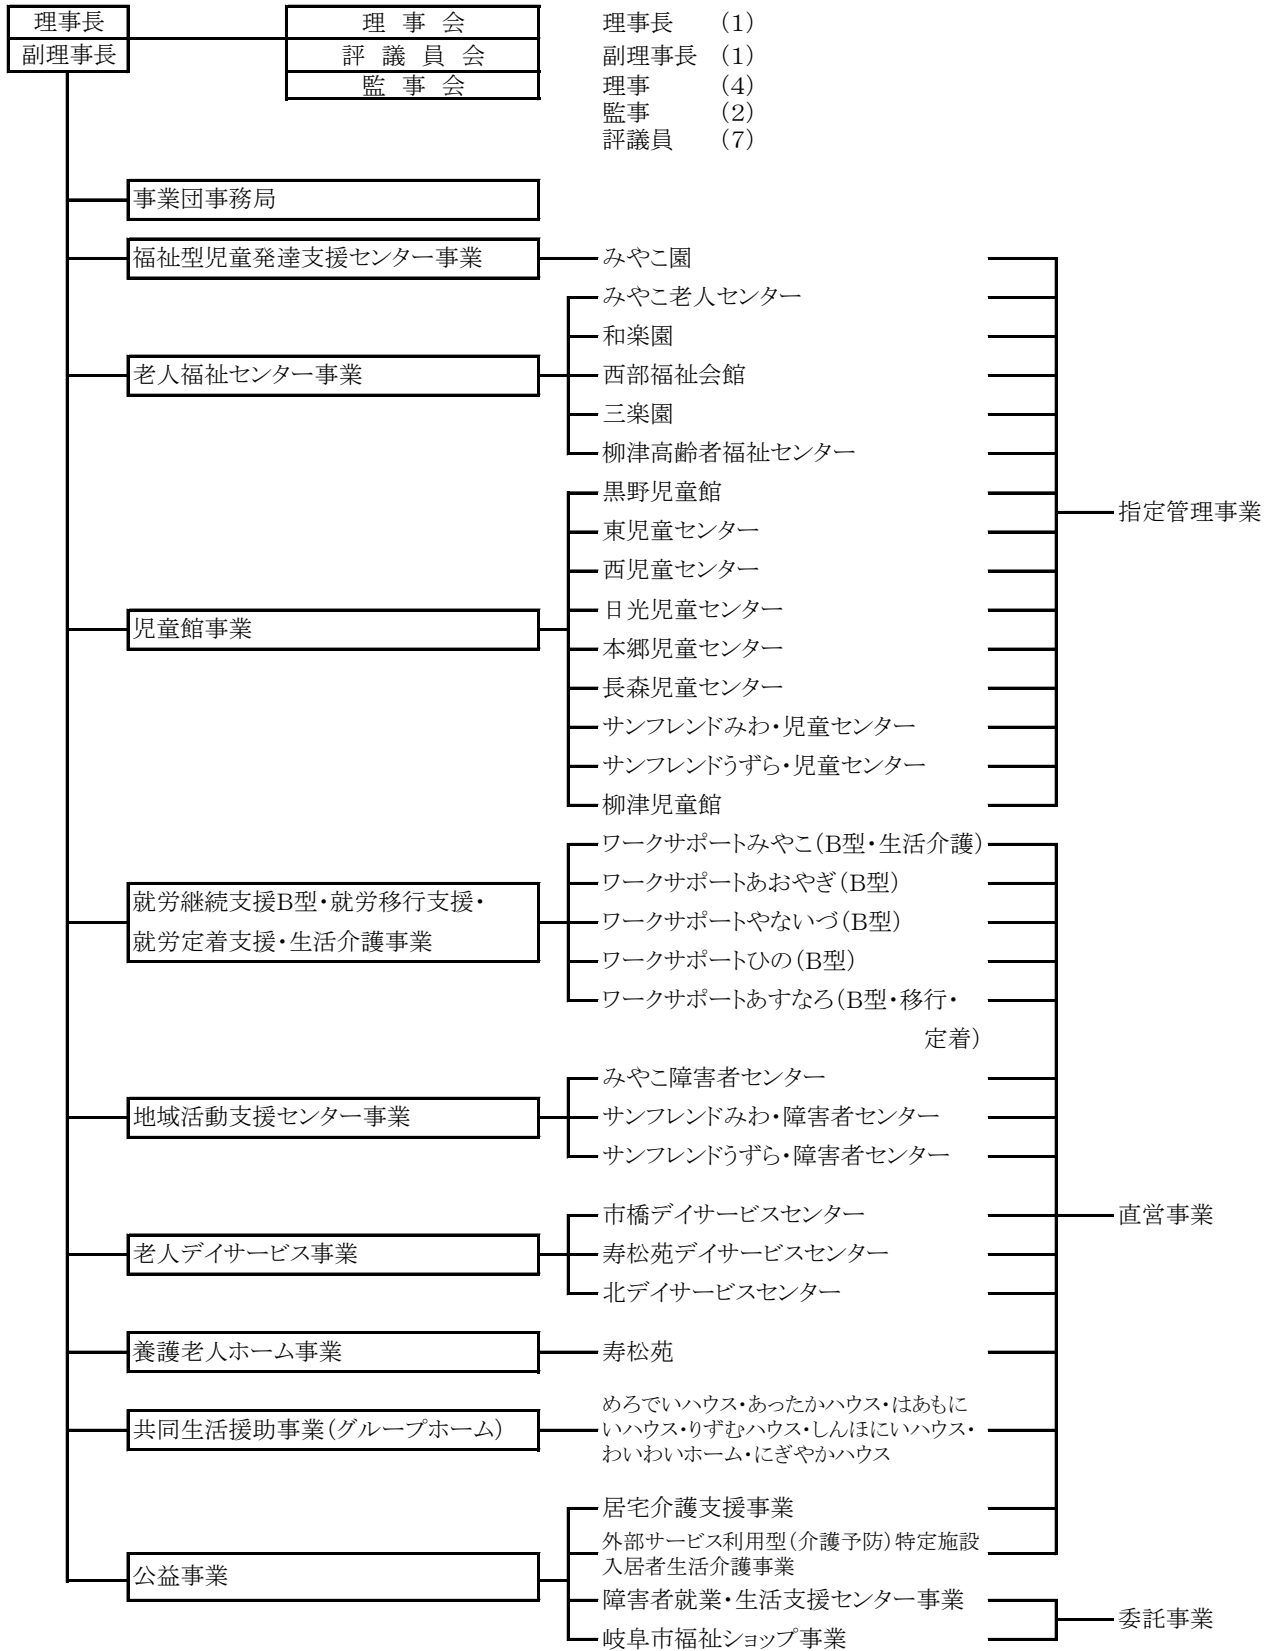 理事長
副理事長
理 事 会
評 議 員 会
監 事 会
理事長 (1)
副理事長 (1)
理事 (4)
監事 (2)
評議員 (7)
事業団事務局
福祉型児童発達支援センター事業
みやこ園
老人福祉センター事業
みやこ老人センター
和楽園
西部福祉会館
三楽園
柳津高齢者福祉センター
児童館事業
黒野児童館
東児童センター
西児童センター
日光児童センター
本郷児童センター
長森児童センター
サンフレンドみわ・児童センター
サンフレンドうずら・児童センター
柳津児童館
指定管理事業
就労継続支援B型・就労移行支援・
就労定着支援・生活介護事業
ワークサポートみやこ(B型・生活介護)
ワークサポートあおやぎ(B型)
ワークサポートやないづ(B型)
ワークサポートひの(B型)
ワークサポートあすなろ(B型・移行・
定着)
地域活動支援センター事業
みやこ障害者センター
サンフレンドみわ・障害者センター
サンフレンドうずら・障害者センター
老人デイサービス事業
市橋デイサービスセンター
寿松苑デイサービスセンター
北デイサービスセンター
直営事業
養護老人ホーム事業
寿松苑
共同生活援助事業(グループホーム)
めろでいハウス・あったかハウス・はあもに
いハウス・りずむハウス・しんほにいハウス・
わいわいホーム・にぎやかハウス
公益事業
居宅介護支援事業
外部サービス利用型(介護予防)特定施設
入居者生活介護事業
障害者就業・生活支援センター事業
岐阜市福祉ショップ事業
委託事業